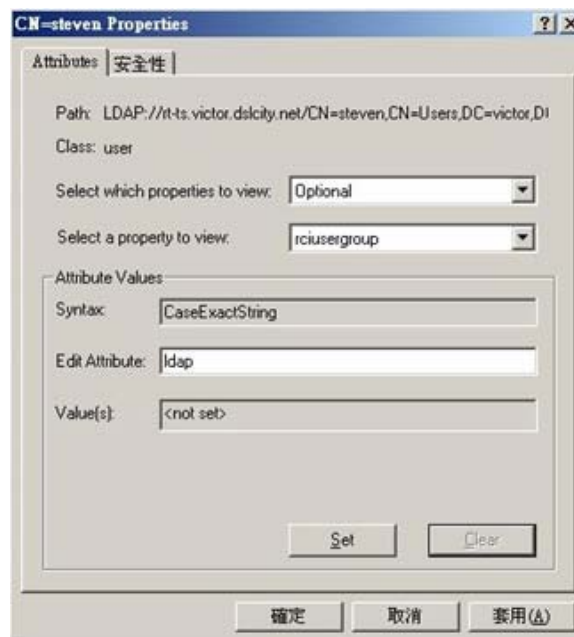 CN=steven Properties
Attributes 安全性
Path: LDAP://rt-ts.victor.dslcity.net/CN=steven,CN=Users,DC=victor,D
Class: user
Select which properties to view: Optional
Select a property to view: rciusergroup
Attribute Values
Syntax: CaseExactString
Edit Attribute: ldap
Value(s): <not set>
Set Clear
確定 取消 套用(A)